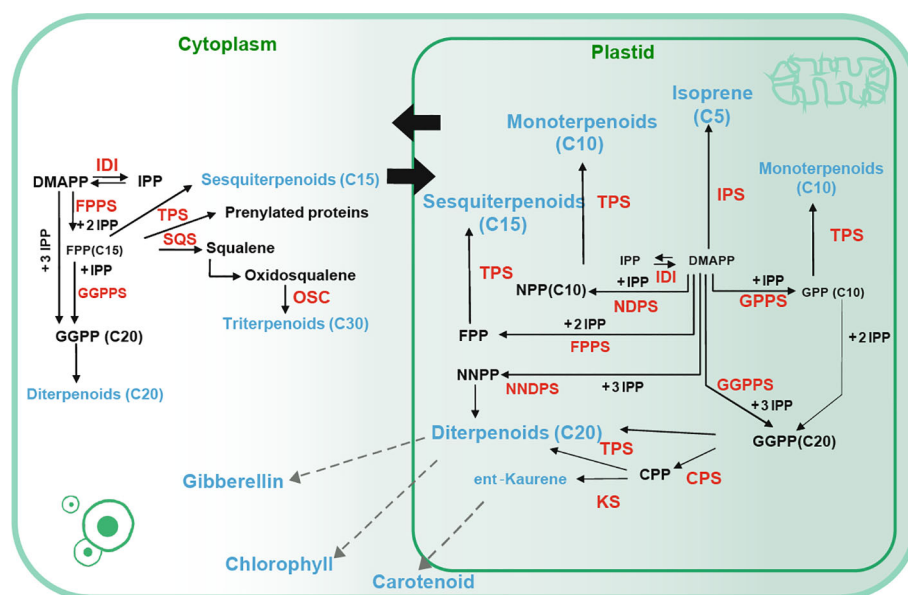 Cytoplasm
Plastid
Isoprene
(C5)
Monoterpenoids
(C10)
Monoterpenoids
(C10)
IDI
DMAPP
IPP
Sesquiterpenoids (C15)
FPPS
TPS
Prenylated proteins
+2 IPP
+3 IPP
FPP(C15)
SQS
Squalene
+IPP
GGPPS
Oxidosqualene
OSC
GGPP (C20)
Triterpenoids (C30)
Diterpenoids (C20)
Sesquiterpenoids
(C15)
TPS
IPS
TPS
TPS
IPP
IDI
DMAPP
NPP(C10)
+IPP
NDPS
+IPP
GPPS
GPP (C10)
FPP
+2 IPP
FPPS
+2 IPP
NNPP
NNDPS
+3 IPP
GGPPS
+3 IPP
GGPP(C20)
Diterpenoids (C20)
TPS
CPP
CPS
ent-Kaurene
KS
Gibberellin
Chlorophyll
Carotenoid